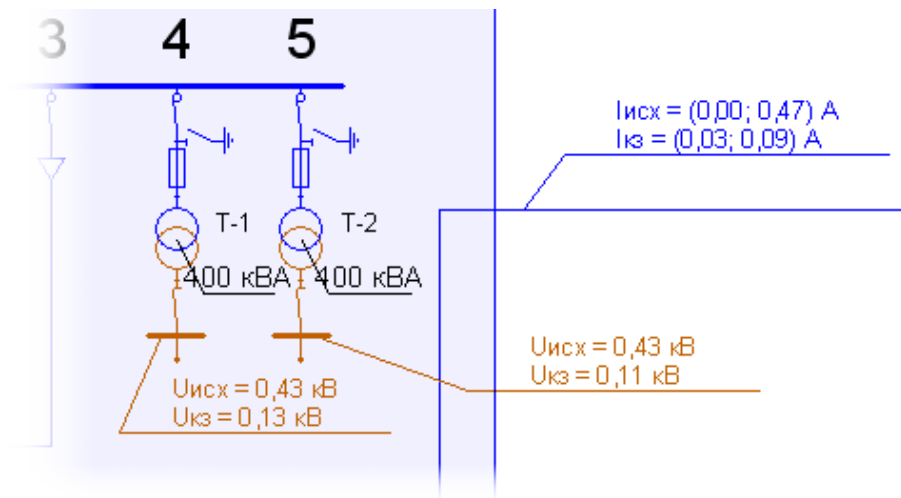 3 4 5
Iисх = (0,00; 0,47) А
Iкз = (0,03; 0,09) А
Т-1
Т-2
400 кВА
400 кВА
Uисх = 0,43 кВ
Uкз = 0,11 кВ
Uисх = 0,43 кВ
Uкз = 0,13 кВ